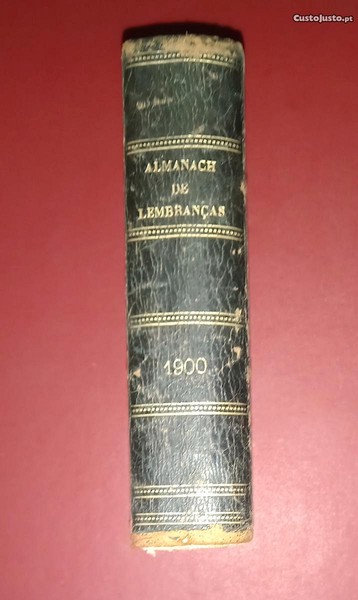 CustoJusto.pt
ALMANACH
DE
LEMBRANÇAS
1900